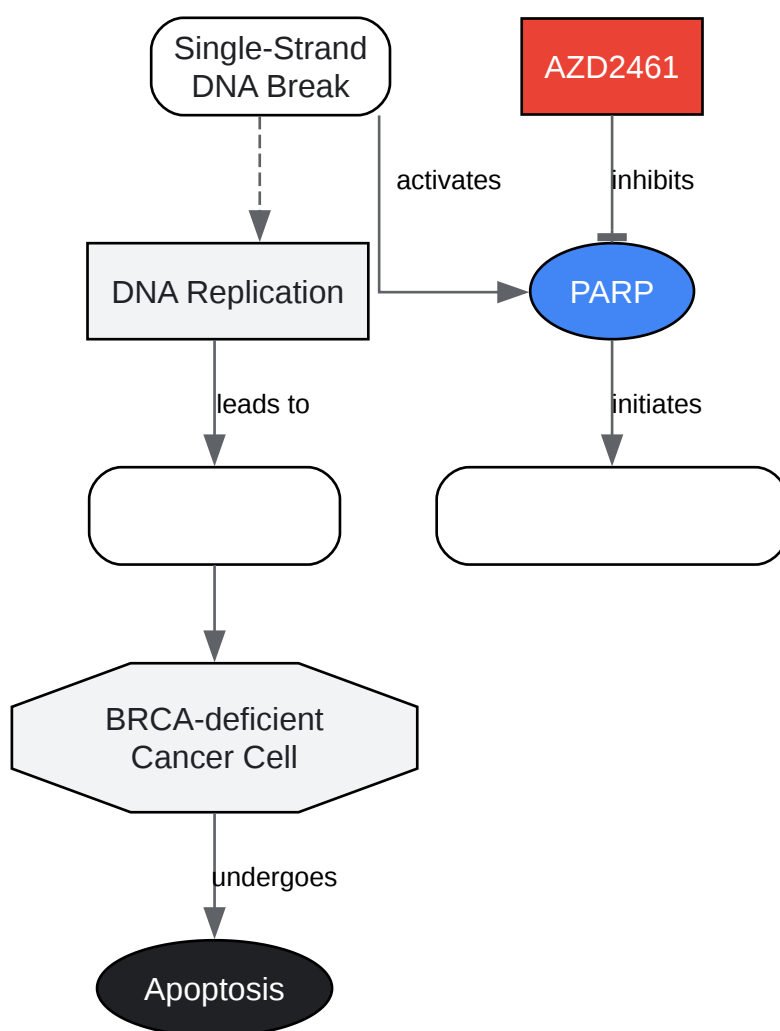 Single-Strand
DNA Break
AZD2461
activates
inhibits
DNA Replication
PARP
leads to
initiates
BRCA-deficient
Cancer Cell
undergoes
Apoptosis